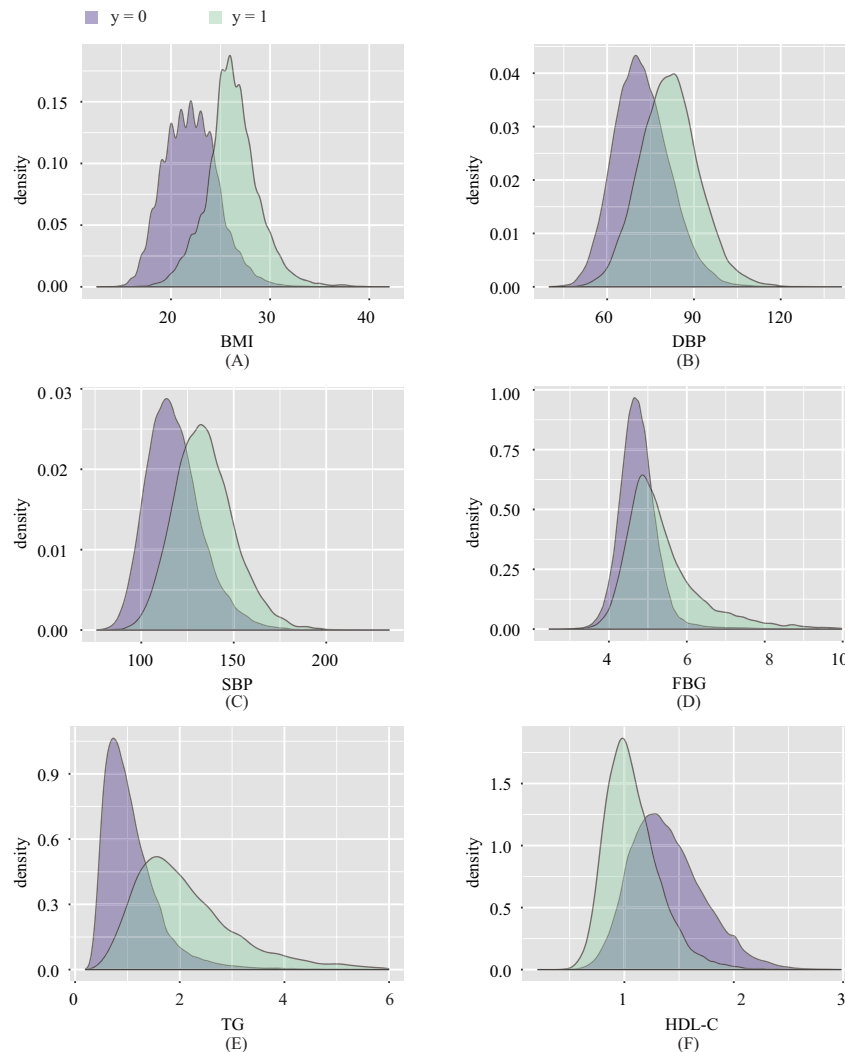 y = 0
y = 1
density
0.15
0.10
0.05
0.00
20
30
40
BMI
(A)
density
0.04
0.03
0.02
0.01
0.00
60
90
120
DBP
(B)
density
0.03
0.02
0.01
0.00
100
150
200
SBP
(C)
density
1.00
0.75
0.50
0.25
0.00
4
6
8
10
FBG
(D)
density
0.9
0.6
0.3
0.0
0
2
4
6
TG
(E)
density
1.5
1.0
0.5
0.0
1
2
3
HDL-C
(F)